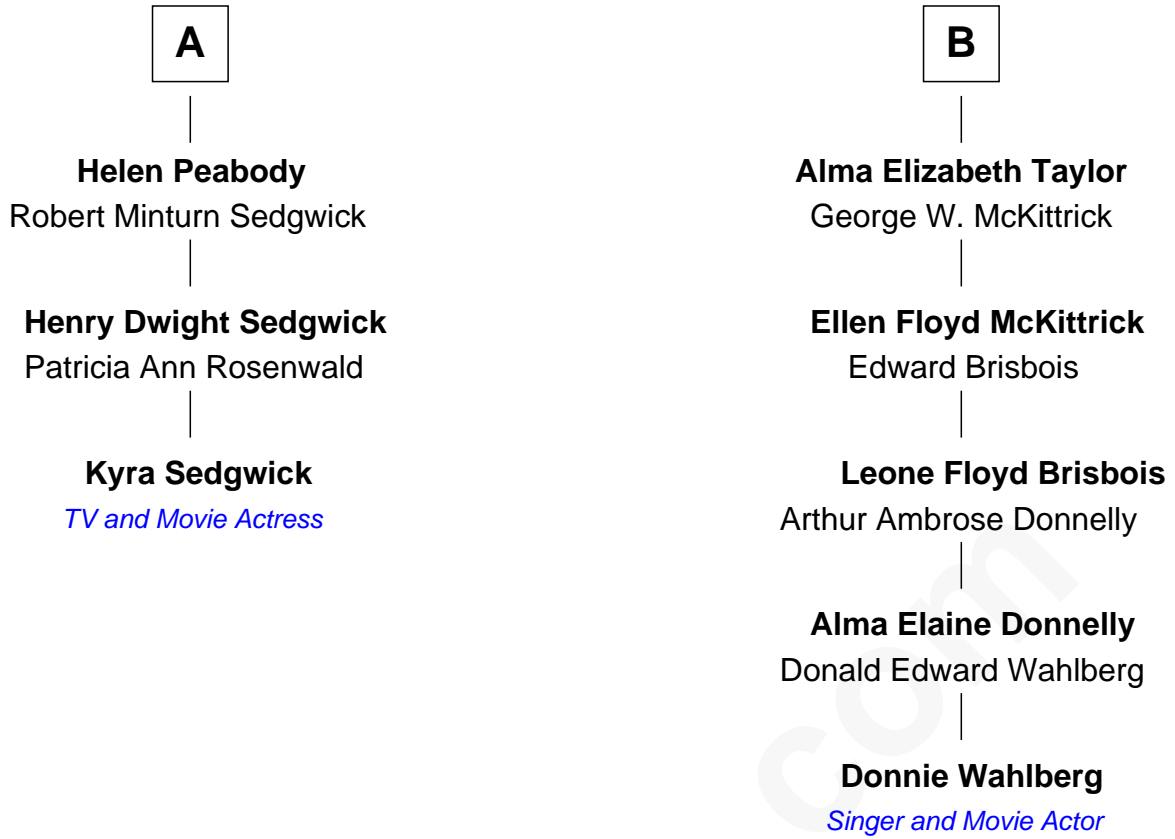 A
Helen Peabody
Robert Minturn Sedgwick
Henry Dwight Sedgwick
Patricia Ann Rosenwald
Kyra Sedgwick
TV and Movie Actress
B
Alma Elizabeth Taylor
George W. McKittrick
Ellen Floyd McKittrick
Edward Brisbois
Leone Floyd Brisbois
Arthur Ambrose Donnelly
Alma Elaine Donnelly
Donald Edward Wahlberg
Donnie Wahlberg
Singer and Movie Actor
com